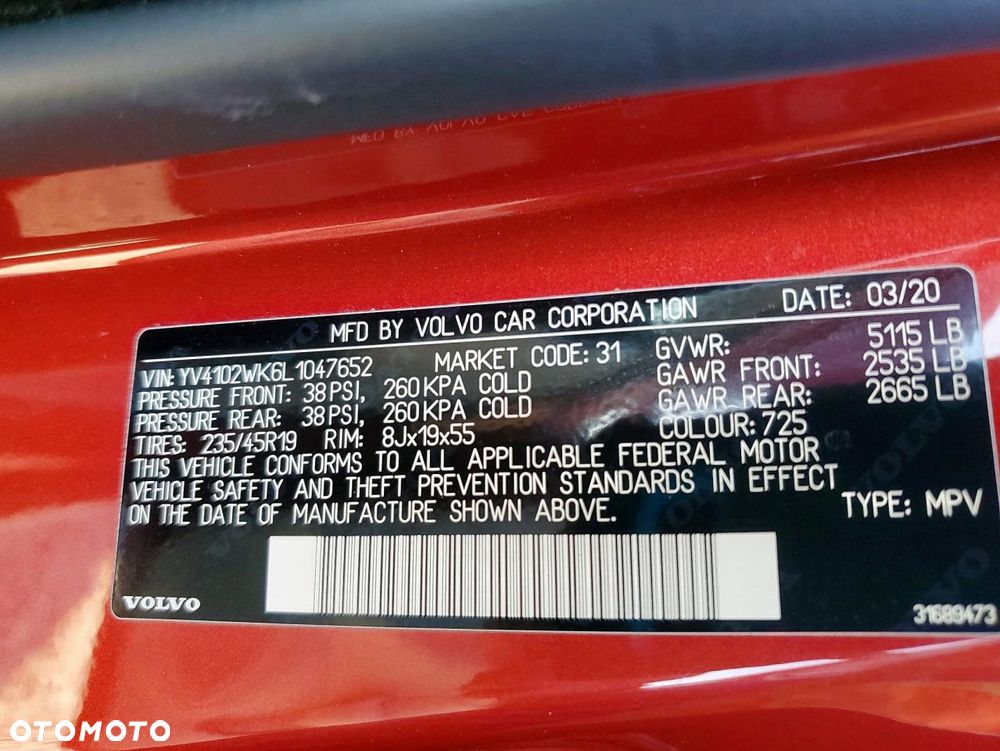 MFD BY VOLVO CAR CORPORATION DATE: 03/20
VIN: YV4102WK6L1047652 MARKET CODE: 31 GVWR: 5115 LB
PRESSURE FRONT: 38 PSI, 260 KPA COLD GAWR FRONT: 2535 LB
PRESSURE REAR: 38 PSI, 260 KPA COLD GAWR REAR: 2665 LB
TIRES: 235/45R19 RIM: 8Jx19x55 COLOUR: 725
THIS VEHICLE CONFORMS TO ALL APPLICABLE FEDERAL MOTOR
VEHICLE SAFETY AND THEFT PREVENTION STANDARDS IN EFFECT
ON THE DATE OF MANUFACTURE SHOWN ABOVE. TYPE: MPV
VOLVO 31689473
OTOMOTO